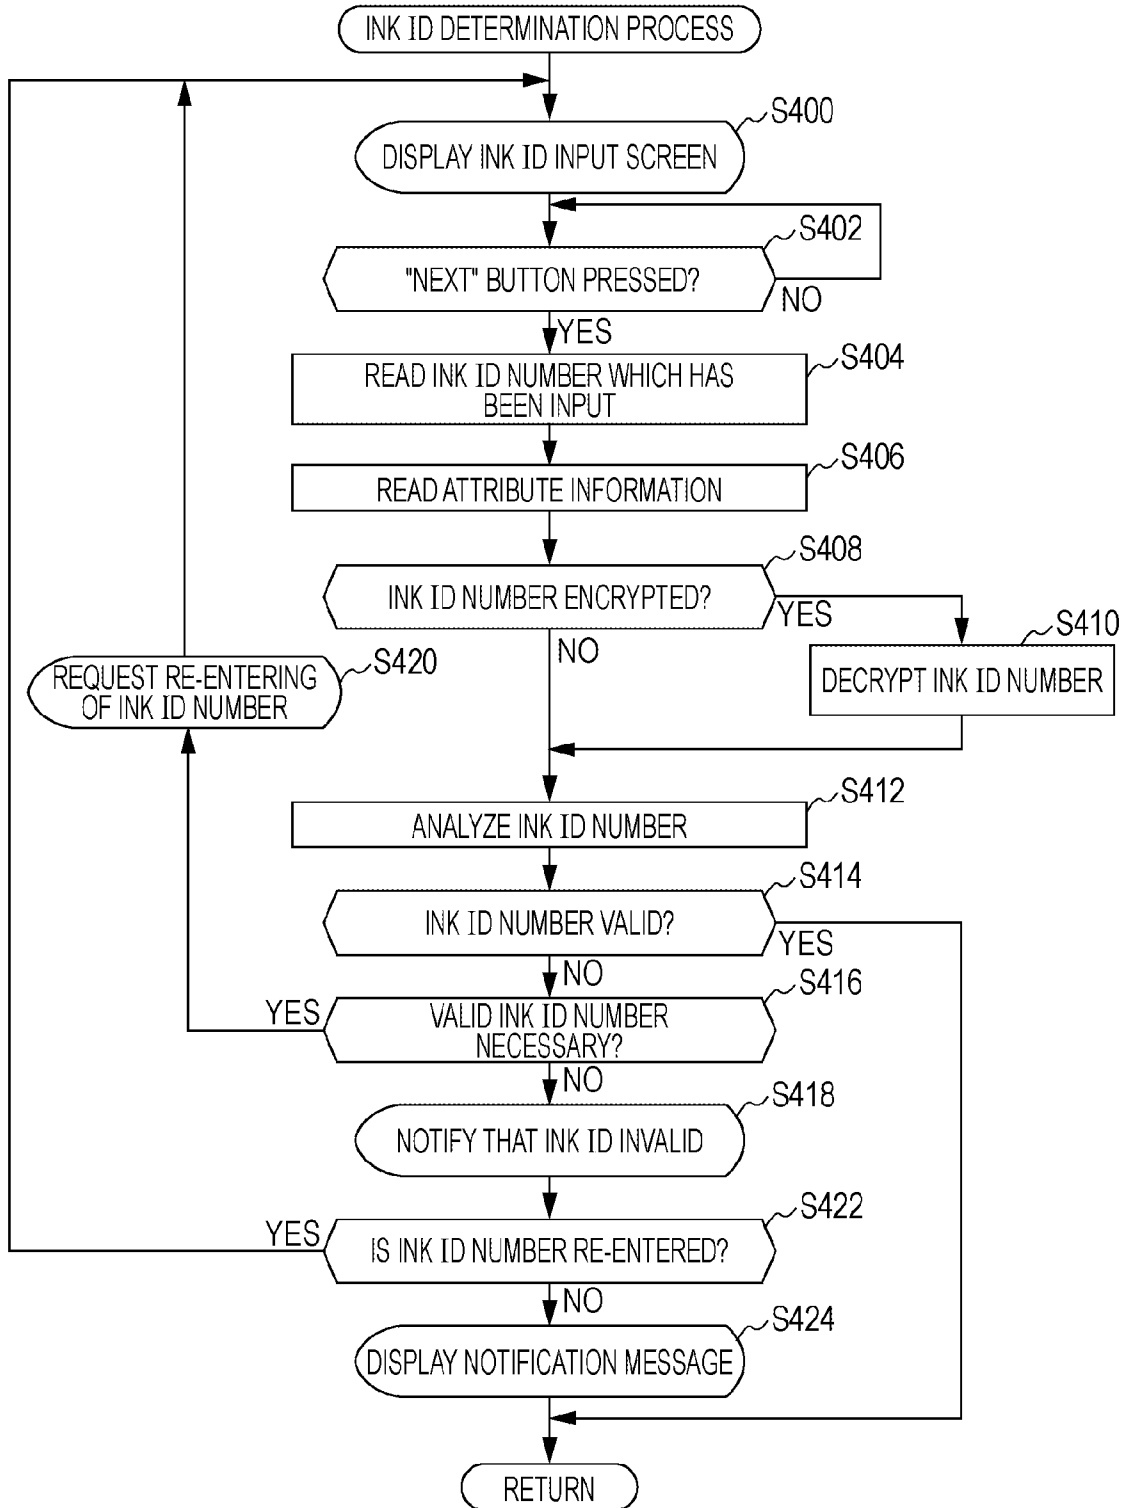 INK ID DETERMINATION PROCESS
S400
DISPLAY INK ID INPUT SCREEN
S402
"NEXT" BUTTON PRESSED?
NO
YES
S404
READ INK ID NUMBER WHICH HAS
BEEN INPUT
S406
READ ATTRIBUTE INFORMATION
S408
INK ID NUMBER ENCRYPTED?
YES
NO
S410
DECRYPT INK ID NUMBER
S420
REQUEST RE-ENTERING
OF INK ID NUMBER
S412
ANALYZE INK ID NUMBER
S414
INK ID NUMBER VALID?
YES
NO
S416
YES
VALID INK ID NUMBER
NECESSARY?
NO
S418
NOTIFY THAT INK ID INVALID
S422
YES
IS INK ID NUMBER RE-ENTERED?
NO
S424
DISPLAY NOTIFICATION MESSAGE
RETURN